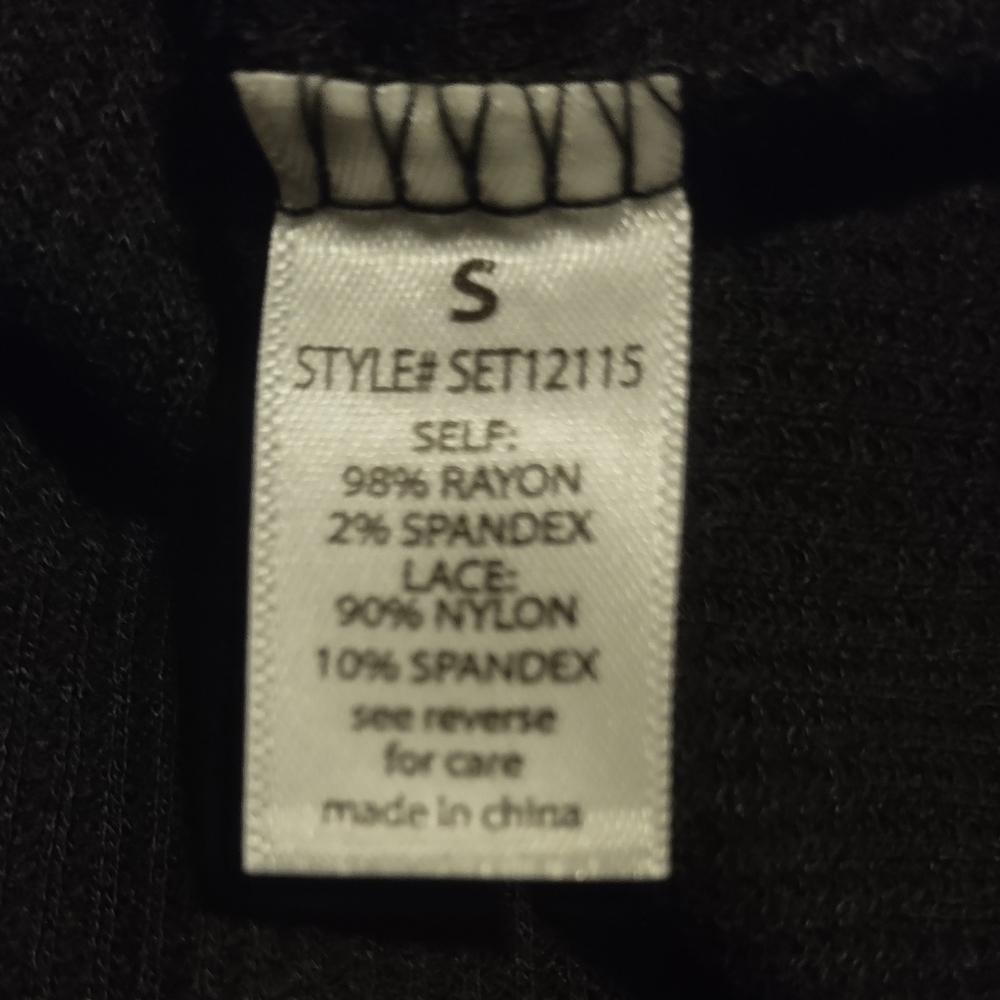 S
STYLE# SET12115
SELF:
98% RAYON
2% SPANDEX
LACE:
90% NYLON
10% SPANDEX
see reverse
for care
made in china